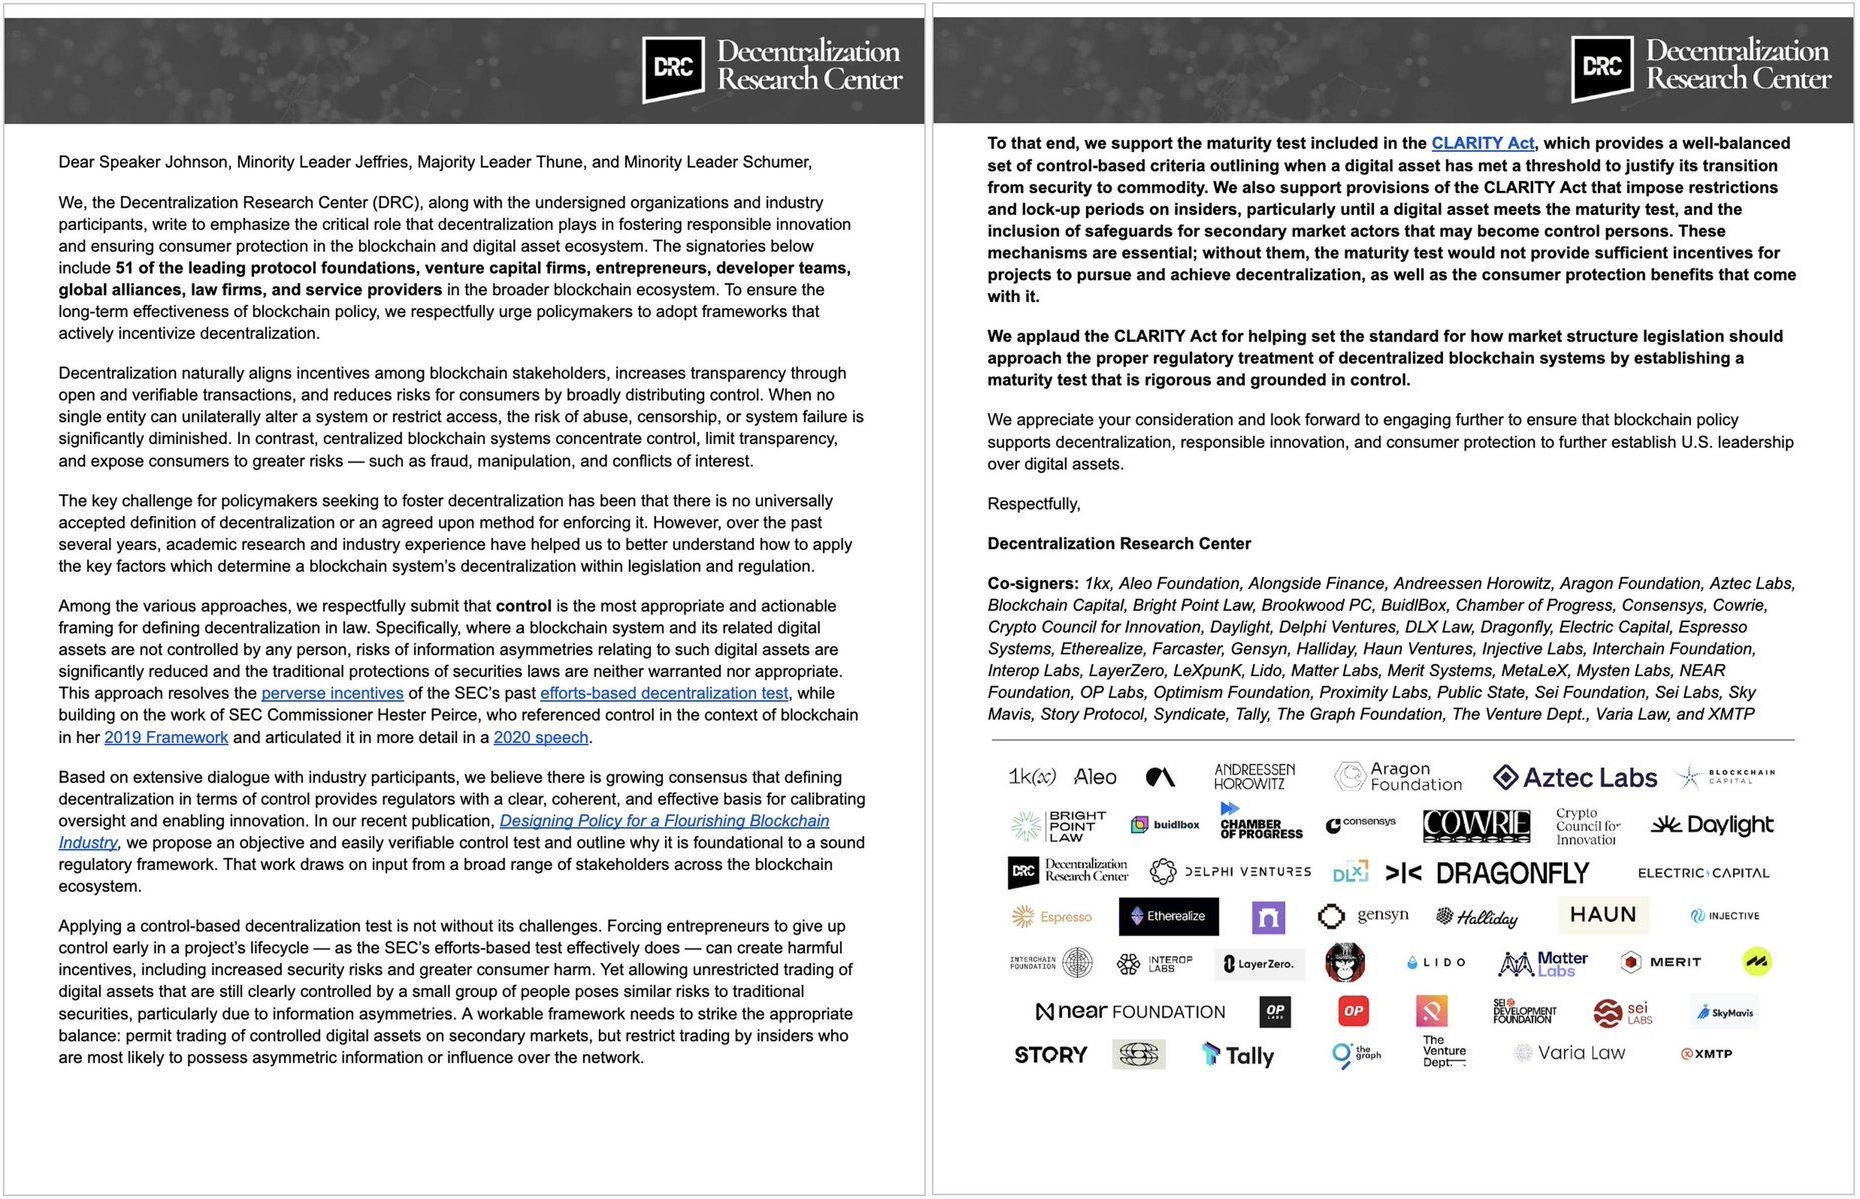 DRC
Decentralization
Research Center
Dear Speaker Johnson, Minority Leader Jeffries, Majority Leader Thune, and Minority Leader Schumer,
We, the Decentralization Research Center (DRC), along with the undersigned organizations and industry
participants, write to emphasize the critical role that decentralization plays in fostering responsible innovation
and ensuring consumer protection in the blockchain and digital asset ecosystem. The signatories below
include 51 of the leading protocol foundations, venture capital firms, entrepreneurs, developer teams,
global alliances, law firms, and service providers in the broader blockchain ecosystem. To ensure the
long-term effectiveness of blockchain policy, we respectfully urge policymakers to adopt frameworks that
actively incentivize decentralization.
Decentralization naturally aligns incentives among blockchain stakeholders, increases transparency through
open and verifiable transactions, and reduces risks for consumers by broadly distributing control. When no
single entity can unilaterally alter a system or restrict access, the risk of abuse, censorship, or system failure is
significantly diminished. In contrast, centralized blockchain systems concentrate control, limit transparency,
and expose consumers to greater risks — such as fraud, manipulation, and conflicts of interest.
The key challenge for policymakers seeking to foster decentralization has been that there is no universally
accepted definition of decentralization or an agreed upon method for enforcing it. However, over the past
several years, academic research and industry experience have helped us to better understand how to apply
the key factors which determine a blockchain system's decentralization within legislation and regulation.
Among the various approaches, we respectfully submit that control is the most appropriate and actionable
framing for defining decentralization in law. Specifically, where a blockchain system and its related digital
assets are not controlled by any person, risks of information asymmetries relating to such digital assets are
significantly reduced and the traditional protections of securities laws are neither warranted nor appropriate.
This approach resolves the perverse incentives of the SEC's past efforts-based decentralization test, while
building on the work of SEC Commissioner Hester Peirce, who referenced control in the context of blockchain
in her 2019 Framework and articulated it in more detail in a 2020 speech.
Based on extensive dialogue with industry participants, we believe there is growing consensus that defining
decentralization in terms of control provides regulators with a clear, coherent, and effective basis for calibrating
oversight and enabling innovation. In our recent publication, Designing Policy for a Flourishing Blockchain
Industry, we propose an objective and easily verifiable control test and outline why it is foundational to a sound
regulatory framework. That work draws on input from a broad range of stakeholders across the blockchain
ecosystem.
Applying a control-based decentralization test is not without its challenges. Forcing entrepreneurs to give up
control early in a project's lifecycle — as the SEC's efforts-based test effectively does — can create harmful
incentives, including increased security risks and greater consumer harm. Yet allowing unrestricted trading of
digital assets that are still clearly controlled by a small group of people poses similar risks to traditional
securities, particularly due to information asymmetries. A workable framework needs to strike the appropriate
balance: permit trading of controlled digital assets on secondary markets, but restrict trading by insiders who
are most likely to possess asymmetric information or influence over the network.
DRC
Decentralization
Research Center
To that end, we support the maturity test included in the CLARITY Act, which provides a well-balanced
set of control-based criteria outlining when a digital asset has met a threshold to justify its transition
from security to commodity. We also support provisions of the CLARITY Act that impose restrictions
and lock-up periods on insiders, particularly until a digital asset meets the maturity test, and the
inclusion of safeguards for secondary market actors that may become control persons. These
mechanisms are essential; without them, the maturity test would not provide sufficient incentives for
projects to pursue and achieve decentralization, as well as the consumer protection benefits that come
with it.
We applaud the CLARITY Act for helping set the standard for how market structure legislation should
approach the proper regulatory treatment of decentralized blockchain systems by establishing a
maturity test that is rigorous and grounded in control.
We appreciate your consideration and look forward to engaging further to ensure that blockchain policy
supports decentralization, responsible innovation, and consumer protection to further establish U.S. leadership
over digital assets.
Respectfully,
Decentralization Research Center
Co-signers: 1kx, Aleo Foundation, Alongside Finance, Andreessen Horowitz, Aragon Foundation, Aztec Labs,
Blockchain Capital, Bright Point Law, Brookwood PC, BuidlBox, Chamber of Progress, Consensys, Cowrie,
Crypto Council for Innovation, Daylight, Delphi Ventures, DLX Law, Dragonfly, Electric Capital, Espresso
Systems, Etherealize, Farcaster, Gensyn, Halliday, Haun Ventures, Injective Labs, Interchain Foundation,
Interop Labs, LayerZero, LeXpunK, Lido, Matter Labs, Merit Systems, MetaLeX, Mysten Labs, NEAR
Foundation, OP Labs, Optimism Foundation, Proximity Labs, Public State, Sei Foundation, Sei Labs, Sky
Mavis, Story Protocol, Syndicate, Tally, The Graph Foundation, The Venture Dept., Varia Law, and XMTP
1k(x) Aleo ANDREESSEN HOROWITZ Aragon Foundation Aztec Labs BLOCKCHAIN CAPITAL
BRIGHT POINT LAW buidlbox CHAMBER OF PROGRESS consensys COWRIE Crypto Council for Innovation Daylight
DRC Decentralization Research Center DELPHI VENTURES DLX DRAGONFLY ELECTRIC CAPITAL
Espresso Etherealize gensyn Halliday HAUN INJECTIVE
INTERCHAIN FOUNDATION INTEROP LABS LayerZero. LIDO Matter Labs MERIT
near FOUNDATION OP LABS OP SEI DEVELOPMENT FOUNDATION sei LABS SkyMavis
STORY Tally the graph The Venture Dept. Varia Law XMTP